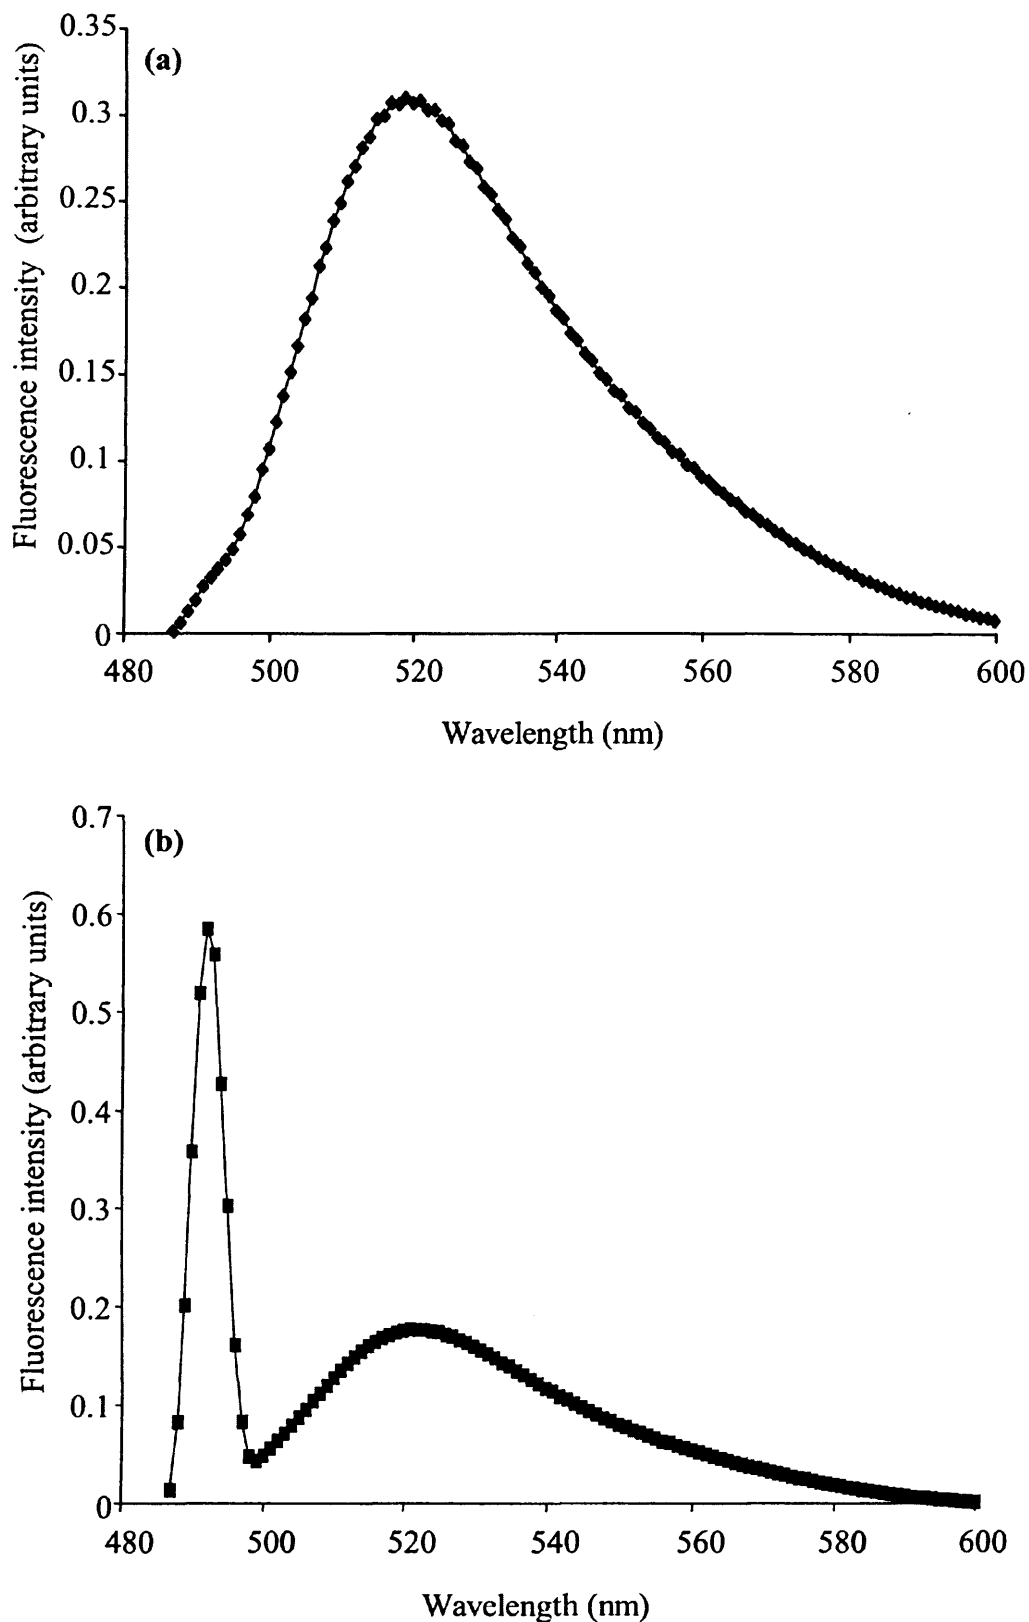 (a)
Fluorescence intensity (arbitrary units)
0.35
0.3
0.25
0.2
0.15
0.1
0.05
0
480 500 520 540 560 580 600
Wavelength (nm)
(b)
Fluorescence intensity (arbitrary units)
0.7
0.6
0.5
0.4
0.3
0.2
0.1
0
480 500 520 540 560 580 600
Wavelength (nm)